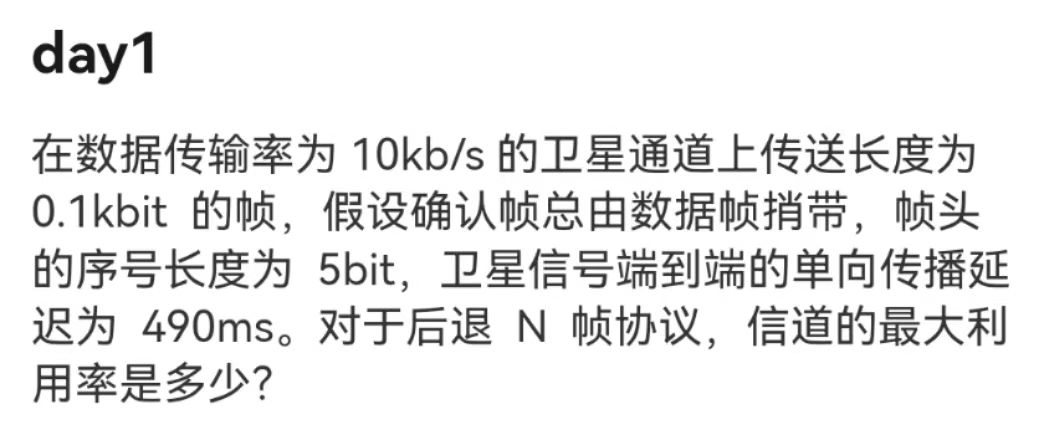 day1
在数据传输率为 10kb/s 的卫星通道上传送长度为
0.1kbit 的帧，假设确认帧总由数据帧捎带，帧头
的序号长度为 5bit，卫星信号端到端的单向传播延
迟为 490ms。对于后退 N 帧协议，信道的最大利
用率是多少？